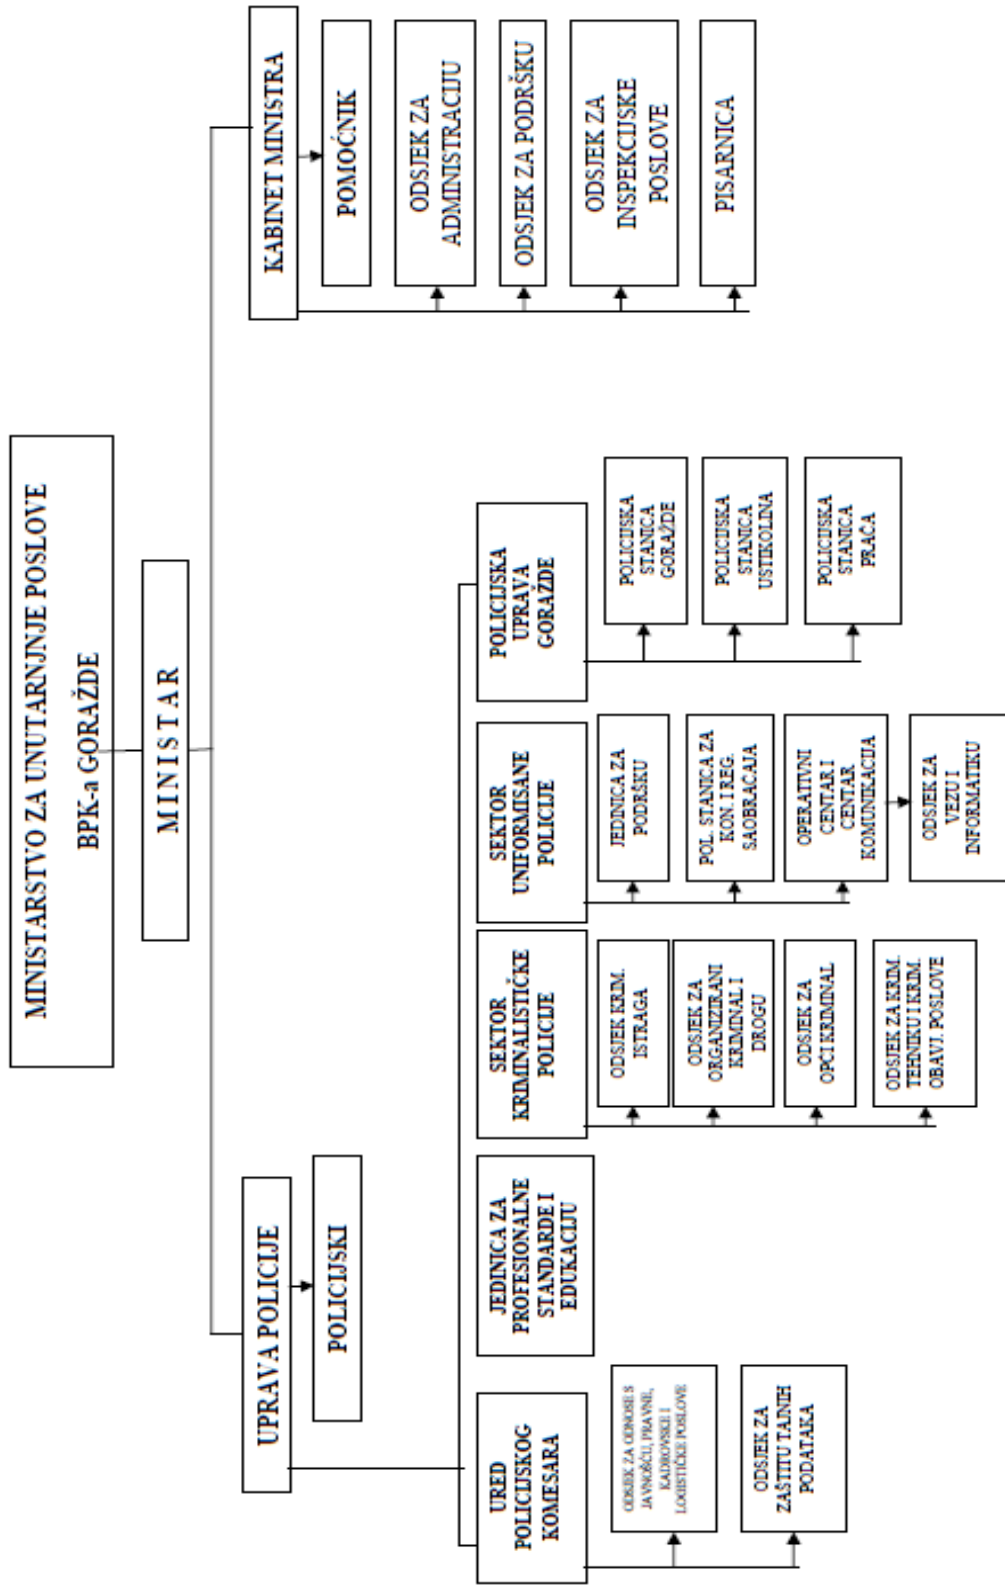 MINISTARSTVO ZA UNUTARNJNJE POSLOVE
BPK-a GORAŽDE
MINISTAR
UPRAVA POLICIJE
POLICIJSKI
KABINET MINISTRA
POMOĆNIK
ODSJEK ZA
ADMINISTRACIJU
ODSJEK ZA PODRŠKU
ODSJEK ZA
INSPEKCIJSKE
POSLOVE
PISARNICA
URED
POLICIJSKOG
KOMESARA
ODSJEK ZA ODNOSE S
JAVNOŠĆU, PRAVNE,
KADROVSKE I
LOGISTIČKE POSLOVE
ODSJEK ZA
ZAŠTITU TAJNIH
PODATAKA
JEDINICA ZA
PROFESIONALNE
STANDARDE I
EDUKACIJU
SEKTOR
KRIMINALISTIČKE
POLICIJE
ODSJEK KRIM.
ISTRAGA
ODSJEK ZA
ORGANIZIRANI
KRIMINAL I
DROGU
ODSJEK ZA
OPĆI KRIMINAL
ODSJEK ZA KRIM.
TEHNIKU I KRIM.
OBAVJ. POSLOVE
SEKTOR
UNIFORMISANE
POLICIJE
JEDINICA ZA
PODRŠKU
POL. STANICA ZA
KON. I REG.
SAOBRAĆAJA
OPERATIVNI
CENTAR I
CENTAR
KOMUNIKACIJA
ODSJEK ZA
VEZU I
INFORMATIKU
POLICIJSKA
UPRAVA
GORAŽDE
POLICIJSKA
STANICA
GORAŽDE
POLICIJSKA
STANICA
USTIKOLINA
POLICIJSKA
STANICA
PRAČA